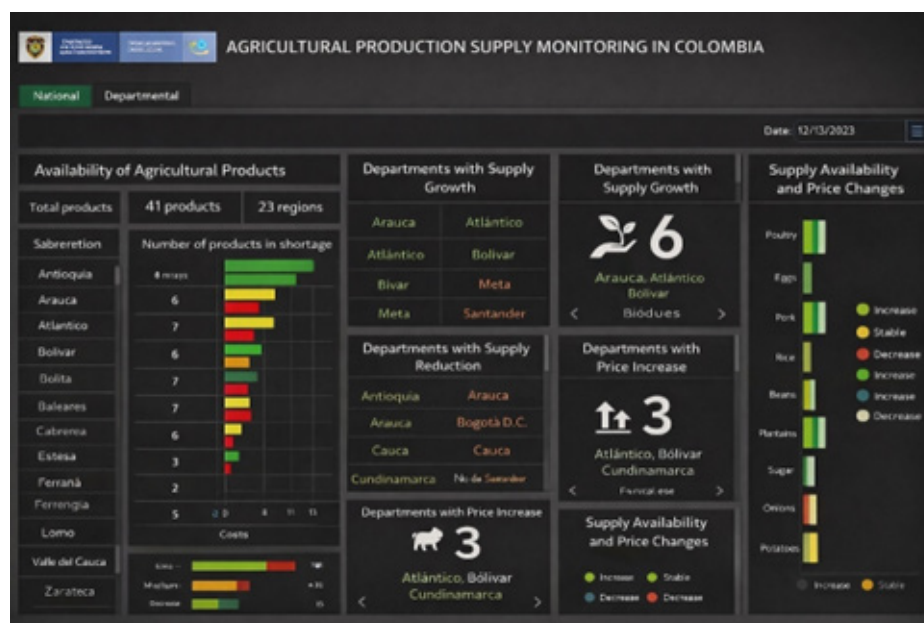 AGRICULTURAL PRODUCTION SUPPLY MONITORING IN COLOMBIA
National Departmental
Date: 12/13/2023
Availability of Agricultural Products
Total products 41 products 23 regions
Sabreretion
Antioquia
Arauca
Atlantico
Bolivar
Bolita
Baleares
Cabrerea
Estesa
Ferraná
Ferrengia
Lomo
Valle del Cauca
Zarateca
Number of products in shortage
6
7
6
7
7
6
3
2
5
Costs
Departments with Supply
Growth
Arauca Atlántico
Atlántico Bolivar
Bivar Meta
Meta Santander
Departments with Supply
Reduction
Antioquia Arauca
Arauca Bogotà D.C.
Cauca Cauca
Cundinamarca
Departments with Price Increase
3
Atlántico, Bólivar
Cundinamarca
Departments with
Supply Growth
6
Arauca, Atlántico
Bolivar
Biodues
Departments with
Price Increase
3
Atlántico, Bólivar
Cundinamarca
Supply Availability
and Price Changes
Increase Stable
Decrease Decrease
Supply Availability
and Price Changes
Poultry
Eggs
Pork
Rice
Beans
Plantains
Sugar
Onions
Potatoes
Increase
Stable
Decrease
Increase
Increase
Decrease
Increase Stable